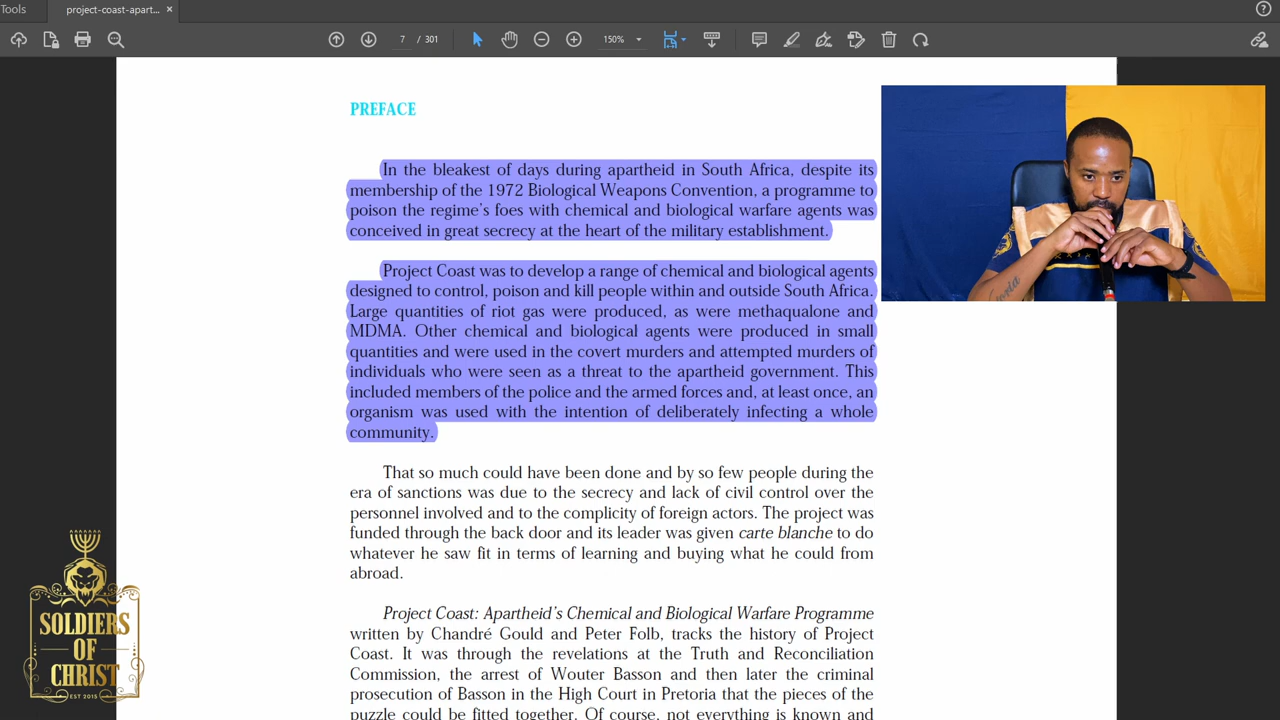 Tools
project-coast-apart... ×
7 / 301
150%
PREFACE
In the bleakest of days during apartheid in South Africa, despite its
membership of the 1972 Biological Weapons Convention, a programme to
poison the regime's foes with chemical and biological warfare agents was
conceived in great secrecy at the heart of the military establishment.
Project Coast was to develop a range of chemical and biological agents
designed to control, poison and kill people within and outside South Africa.
Large quantities of riot gas were produced, as were methaqualone and
MDMA. Other chemical and biological agents were produced in small
quantities and were used in the covert murders and attempted murders of
individuals who were seen as a threat to the apartheid government. This
included members of the police and the armed forces and, at least once, an
organism was used with the intention of deliberately infecting a whole
community.
That so much could have been done and by so few people during the
era of sanctions was due to the secrecy and lack of civil control over the
personnel involved and to the complicity of foreign actors. The project was
funded through the back door and its leader was given carte blanche to do
whatever he saw fit in terms of learning and buying what he could from
abroad.
Project Coast: Apartheid's Chemical and Biological Warfare Programme
written by Chandré Gould and Peter Folb, tracks the history of Project
Coast. It was through the revelations at the Truth and Reconciliation
Commission, the arrest of Wouter Basson and then later the criminal
prosecution of Basson in the High Court in Pretoria that the pieces of the
puzzle could be fitted together. Of course, not everything is known and
SOLDIERS
OF
CHRIST
EST 2015